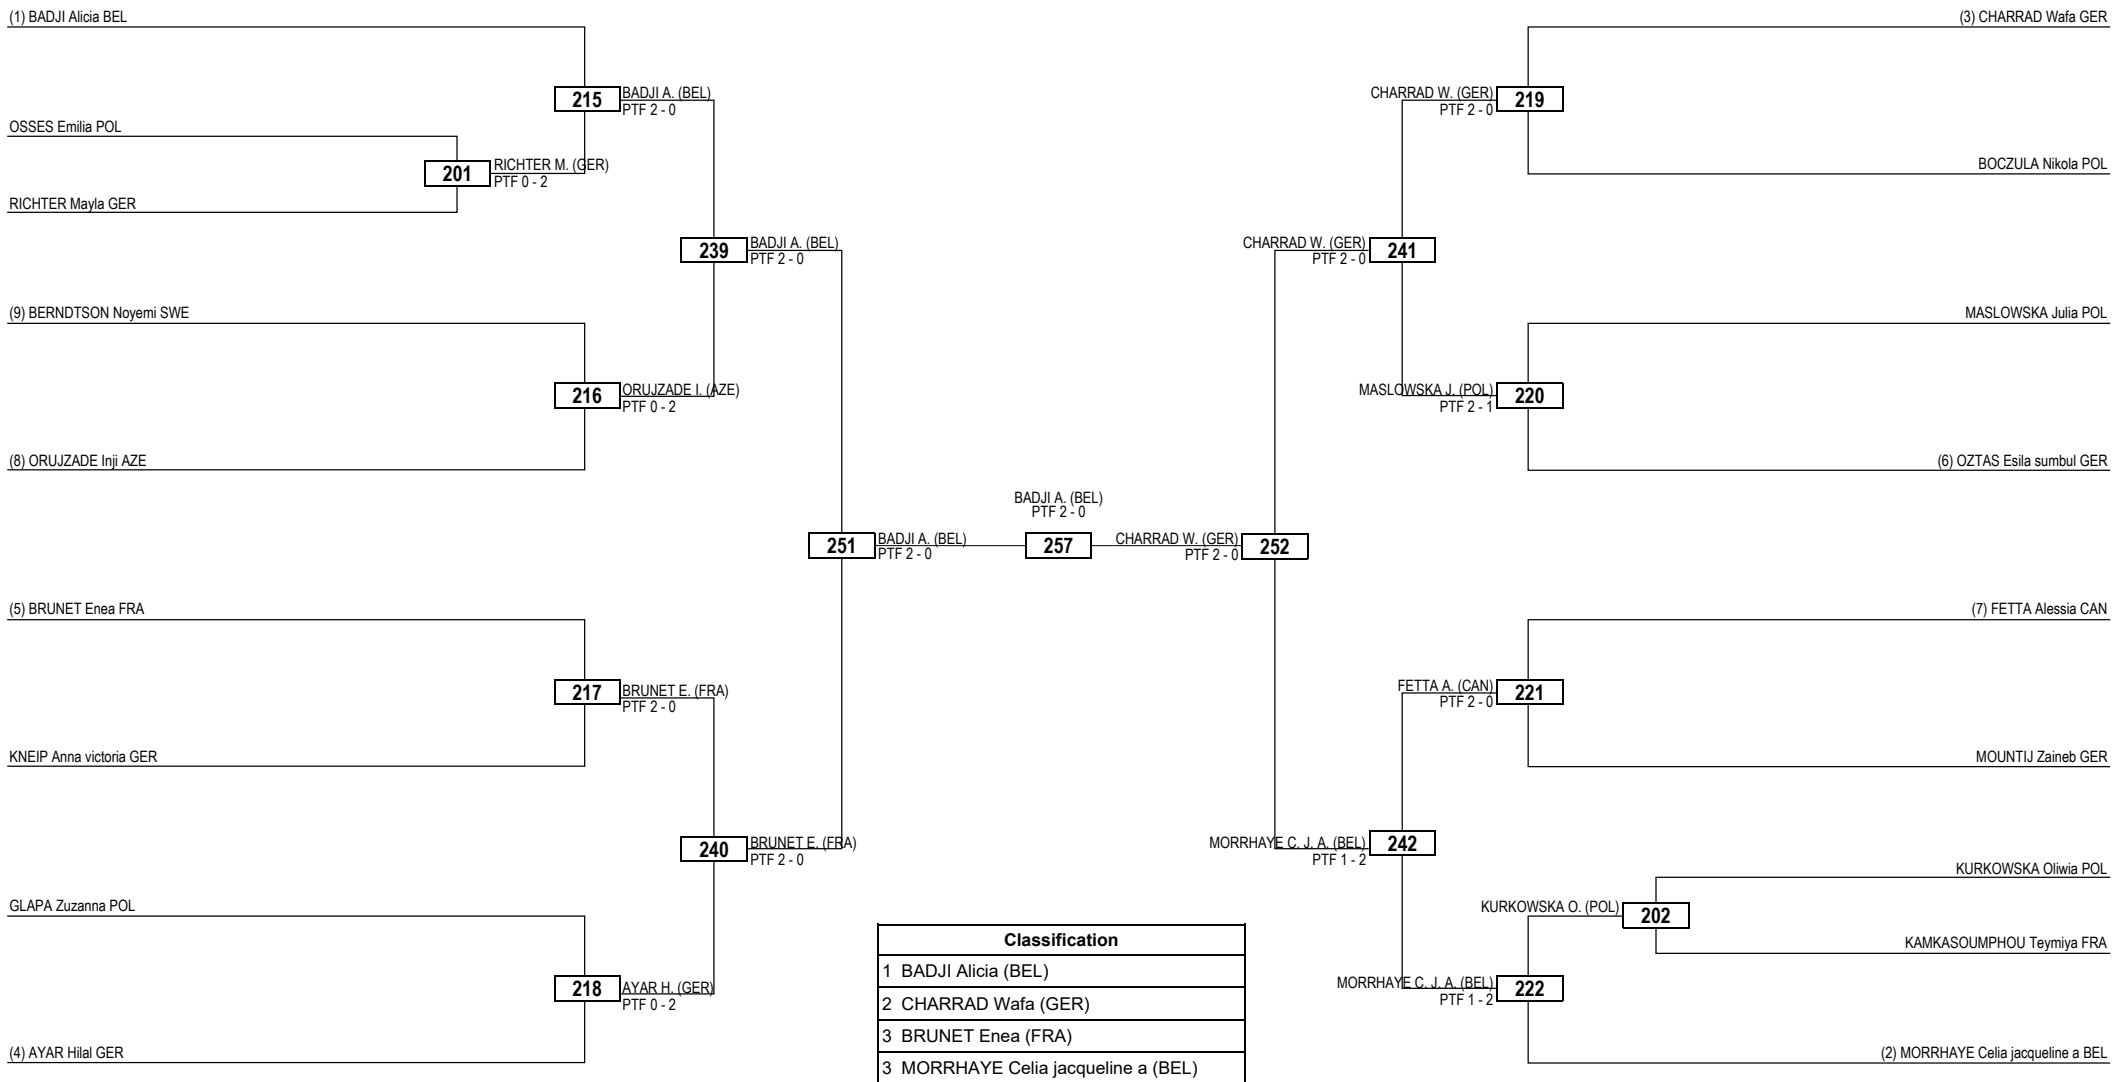 (1) BADJI Alicia BEL
OSSES Emilia POL
RICHTER Mayla GER
(9) BERNDTSON Noyemi SWE
(8) ORUJZADE Inji AZE
(5) BRUNET Enea FRA
KNEIP Anna victoria GER
GLAPA Zuzanna POL
(4) AYAR Hilal GER
201
RICHTER M. (GER)
PTF 0 - 2
215
BADJI A. (BEL)
PTF 2 - 0
216
ORUJZADE I. (AZE)
PTF 0 - 2
217
BRUNET E. (FRA)
PTF 2 - 0
218
AYAR H. (GER)
PTF 0 - 2
239
BADJI A. (BEL)
PTF 2 - 0
240
BRUNET E. (FRA)
PTF 2 - 0
251
BADJI A. (BEL)
PTF 2 - 0
BADJI A. (BEL)
PTF 2 - 0
257
CHARRAD W. (GER)
PTF 2 - 0
252
CHARRAD W. (GER)
PTF 2 - 0
241
MORRHAYE C. J. A. (BEL)
PTF 1 - 2
242
CHARRAD W. (GER)
PTF 2 - 0
219
MASLOWSKA J. (POL)
PTF 2 - 1
220
FETTA A. (CAN)
PTF 2 - 0
221
MORRHAYE C. J. A. (BEL)
PTF 1 - 2
222
KURKOWSKA O. (POL)
202
(3) CHARRAD Wafa GER
BOCZULA Nikola POL
MASLOWSKA Julia POL
(6) OZTAS Esila sumbul GER
(7) FETTA Alessia CAN
MOUNTIJ Zaineb GER
KURKOWSKA Oliwia POL
KAMKASOUMPHOU Teymiya FRA
(2) MORRHAYE Celia jacqueline a BEL
Classification
1 BADJI Alicia (BEL)
2 CHARRAD Wafa (GER)
3 BRUNET Enea (FRA)
3 MORRHAYE Celia jacqueline a (BEL)